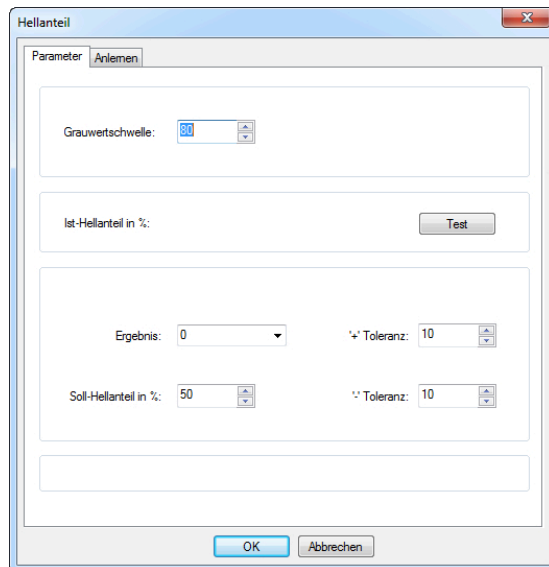 Hellanteil
Parameter Anlernen
Grauwertschwelle: 80
Ist-Hellanteil in %: Test
Ergebnis: 0 '+' Toleranz: 10
Soll-Hellanteil in %: 50 '-' Toleranz: 10
OK Abbrechen